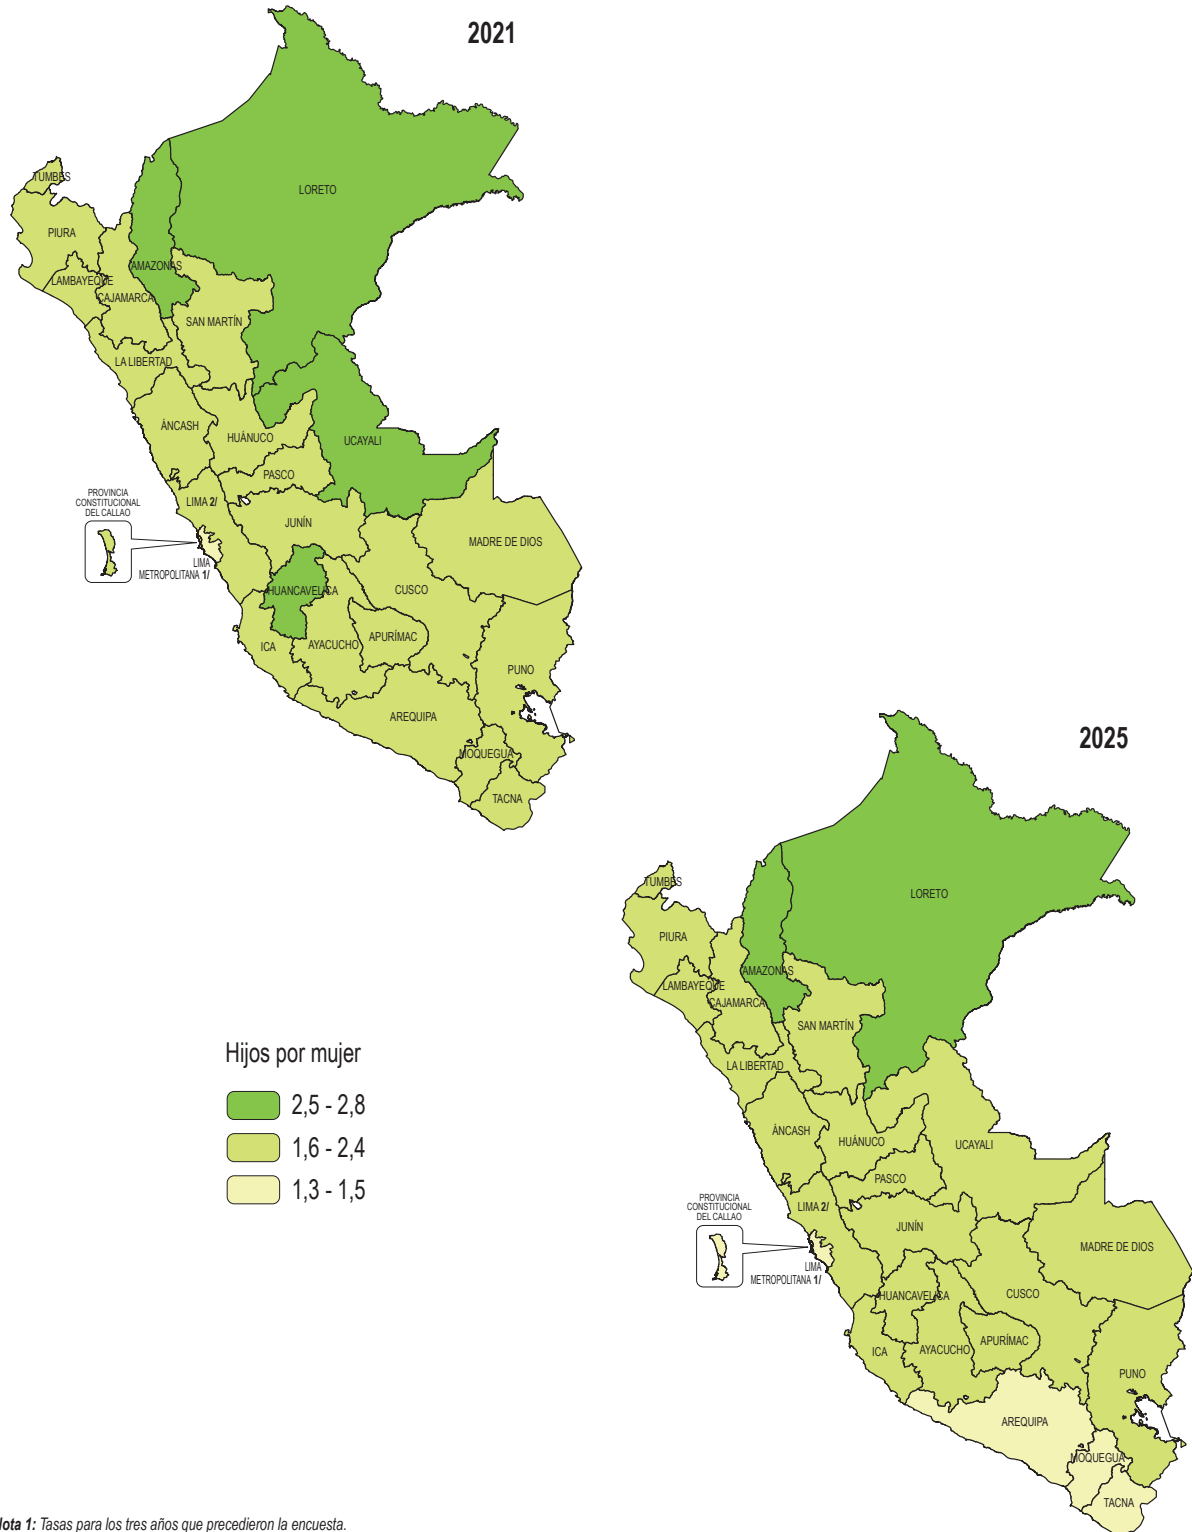 2021
LORETO
TUMBES
PIURA
AMAZONAS
LAMBAYEQUE
CAJAMARCA
SAN MARTÍN
LA LIBERTAD
ÁNCASH
HUÁNUCO
UCAYALI
PASCO
PROVINCIA
CONSTITUCIONAL
DEL CALLAO
LIMA 2/
JUNÍN
MADRE DE DIOS
LIMA
METROPOLITANA 1/
HUANCAVELICA
CUSCO
ICA
AYACUCHO
APURÍMAC
PUNO
AREQUIPA
MOQUEGUA
TACNA
2025
LORETO
TUMBES
PIURA
AMAZONAS
LAMBAYEQUE
CAJAMARCA
SAN MARTÍN
LA LIBERTAD
ÁNCASH
HUÁNUCO
UCAYALI
PASCO
PROVINCIA
CONSTITUCIONAL
DEL CALLAO
LIMA 2/
JUNÍN
MADRE DE DIOS
LIMA
METROPOLITANA 1/
HUANCAVELICA
CUSCO
ICA
AYACUCHO
APURÍMAC
PUNO
AREQUIPA
MOQUEGUA
TACNA
Hijos por mujer
2,5 - 2,8
1,6 - 2,4
1,3 - 1,5
ota 1: Tasas para los tres años que precedieron la encuesta.